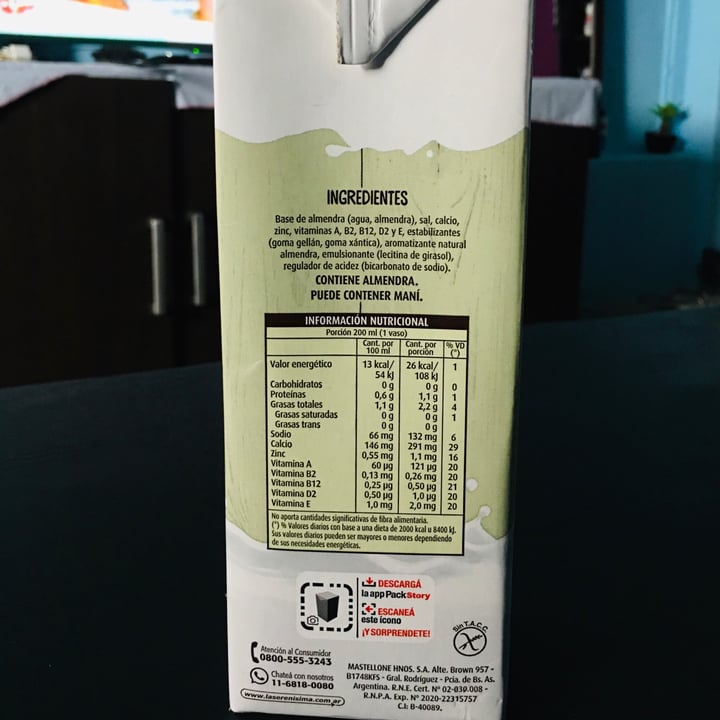 INGREDIENTES
Base de almendra (agua, almendra), sal, calcio,
zinc, vitaminas A, B2, B12, D2 y E, estabilizantes
(goma gellán, goma xántica), aromatizante natural
almendra, emulsionante (lecitina de girasol),
regulador de acidez (bicarbonato de sodio).
CONTIENE ALMENDRA.
PUEDE CONTENER MANÍ.
INFORMACIÓN NUTRICIONAL
Porción 200 ml (1 vaso)
Cant. por 100 ml Cant. por porción % VD (*)
Valor energético 13 kcal/ 54 kJ 26 kcal/ 108 kJ 1
Carbohidratos 0 g 0 g 0
Proteínas 0,6 g 1,1 g 1
Grasas totales 1,1 g 2,2 g 4
Grasas saturadas 0 g 0 g 1
Grasas trans 0 g 0 g
Sodio 66 mg 132 mg 6
Calcio 146 mg 291 mg 29
Zinc 0,55 mg 1,1 mg 16
Vitamina A 60 µg 121 µg 20
Vitamina B2 0,13 mg 0,26 mg 20
Vitamina B12 0,25 µg 0,50 µg 21
Vitamina D2 0,50 µg 1,0 µg 20
Vitamina E 1,0 mg 2,0 mg 20
No aporta cantidades significativas de fibra alimentaria.
(*) % Valores diarios con base a una dieta de 2000 kcal u 8400 kJ.
Sus valores diarios pueden ser mayores o menores dependiendo
de sus necesidades energéticas.
DESCARGÁ
la app PackStory
ESCANEÁ
este ícono
¡Y SORPRENDETE!
Sin T.A.C.C.
Atención al Consumidor
0800-555-3243
Chateá con nosotros
11-6818-0080
www.laserenisima.com.ar
MASTELLONE HNOS. S.A. Alte. Brown 957 -
B1748KFS - Gral. Rodríguez - Pcia. de Bs. As.
Argentina. R.N.E. Cert. Nº 02-039.008 -
R.N.P.A. Exp. Nº 2020-22315757
C.I: B-40089.